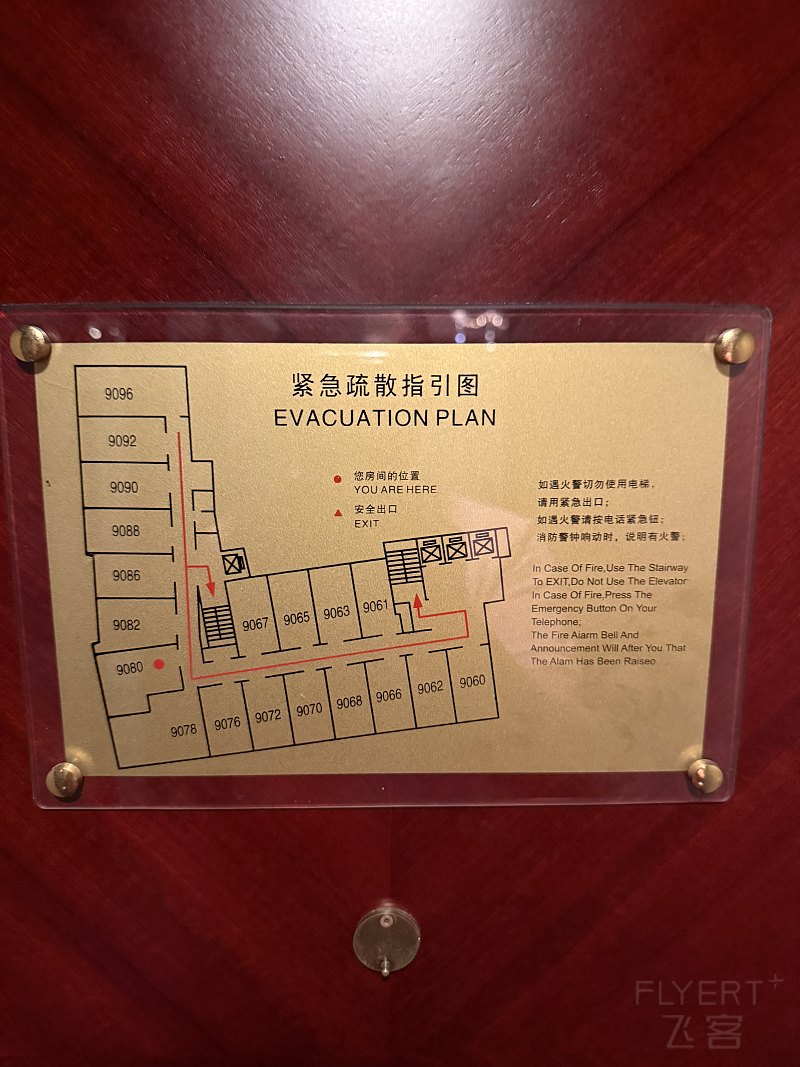 紧急疏散指引图
EVACUATION PLAN
您房间的位置
YOU ARE HERE
安全出口
EXIT
如遇火警切勿使用电梯，
请用紧急出口；
如遇火警请按电话紧急钮；
消防警钟响动时，说明有火警；
In Case Of Fire,Use The Stairway
To EXIT,Do Not Use The Elevator
In Case Of Fire,Press The
Emergency Button On Your
Telephone;
The Fire Alarm Bell And
Announcement Will After You That
The Alam Has Been Raiseo
9096
9092
9090
9088
9086
9082
9080
9067
9065
9063
9061
9078
9076
9072
9070
9068
9066
9062
9060
FLYERT+
飞客